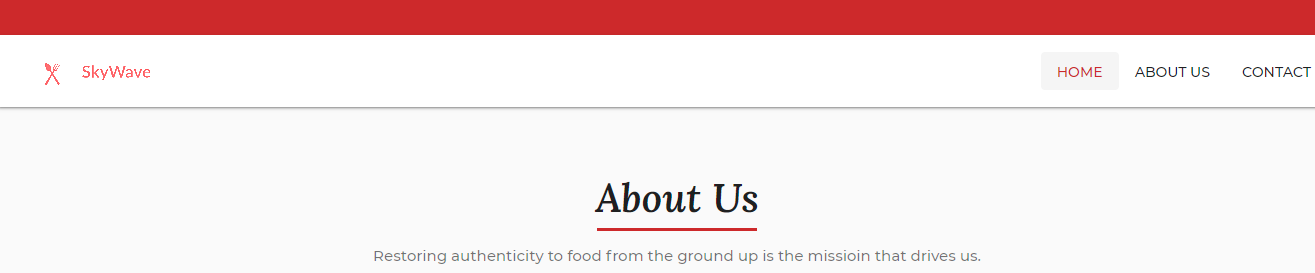 SkyWave HOME ABOUT US CONTACT
About Us
Restoring authenticity to food from the ground up is the missioin that drives us.